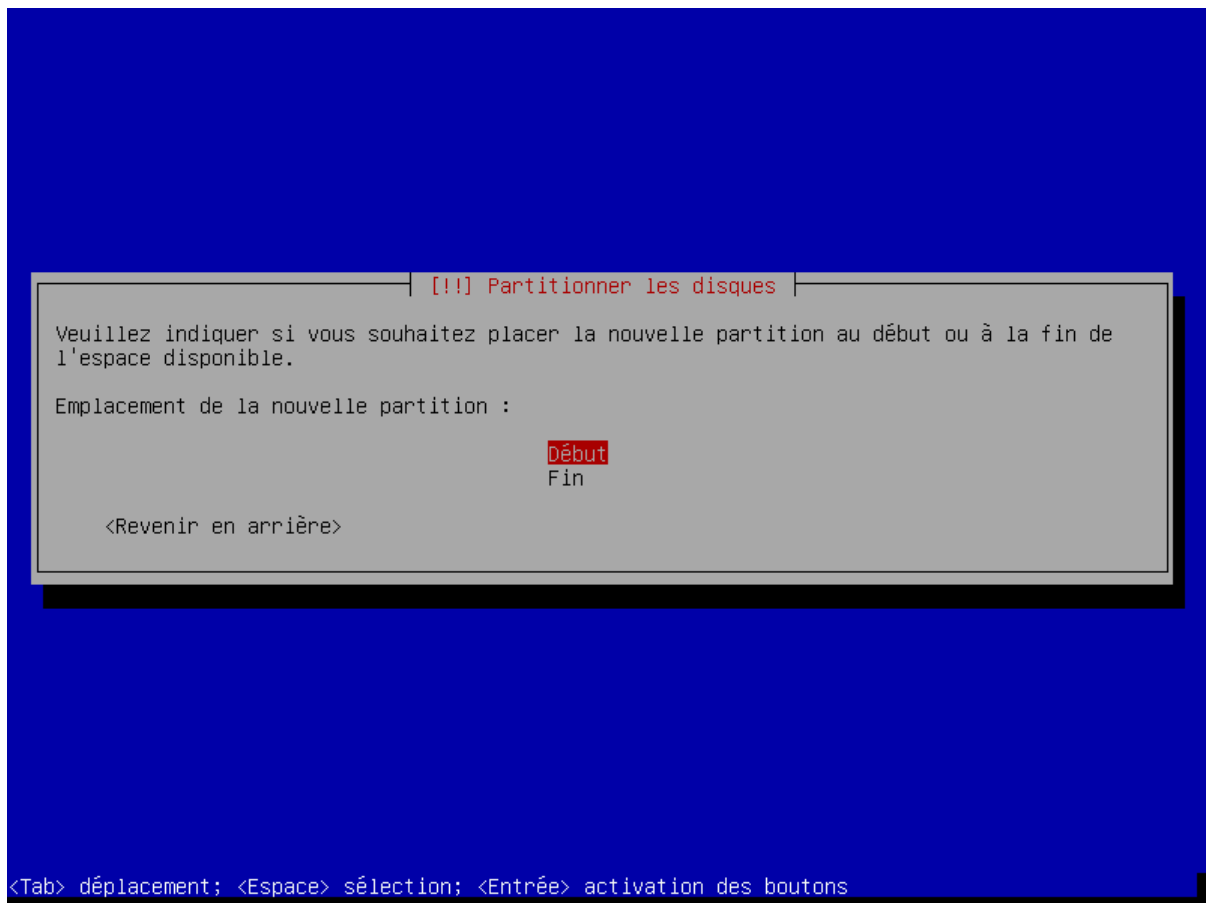 [!!] Partitionner les disques
Veuillez indiquer si vous souhaitez placer la nouvelle partition au début ou à la fin de
l'espace disponible.
Emplacement de la nouvelle partition :
Début
Fin
<Revenir en arrière>
<Tab> déplacement; <Espace> sélection; <Entrée> activation des boutons